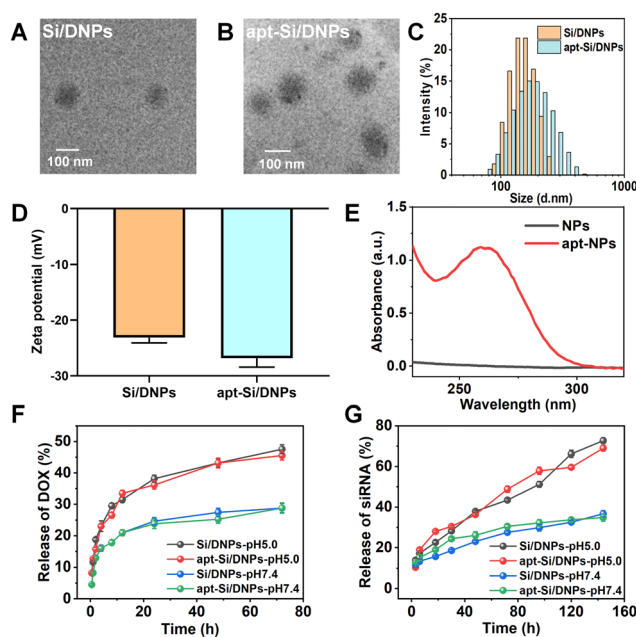 A
Si/DNPs
100 nm
B
apt-Si/DNPs
100 nm
C
Si/DNPs
apt-Si/DNPs
Intensity (%)
25
20
15
10
5
0
100
1000
Size (d.nm)
D
Zeta potential (mV)
0
-10
-20
-30
Si/DNPs
apt-Si/DNPs
E
NPs
apt-NPs
Absorbance (a.u.)
1.5
1.0
0.5
0.0
250
300
Wavelength (nm)
F
Release of DOX (%)
50
40
30
20
10
0
Si/DNPs-pH5.0
apt-Si/DNPs-pH5.0
Si/DNPs-pH7.4
apt-Si/DNPs-pH7.4
0
20
40
60
80
Time (h)
G
Release of siRNA (%)
80
60
40
20
0
Si/DNPs-pH5.0
apt-Si/DNPs-pH5.0
Si/DNPs-pH7.4
apt-Si/DNPs-pH7.4
0
40
80
120
160
Time (h)